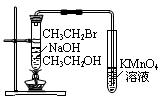 CH₃CH₂Br
NaOH
CH₃CH₂OH
KMnO₄
溶液